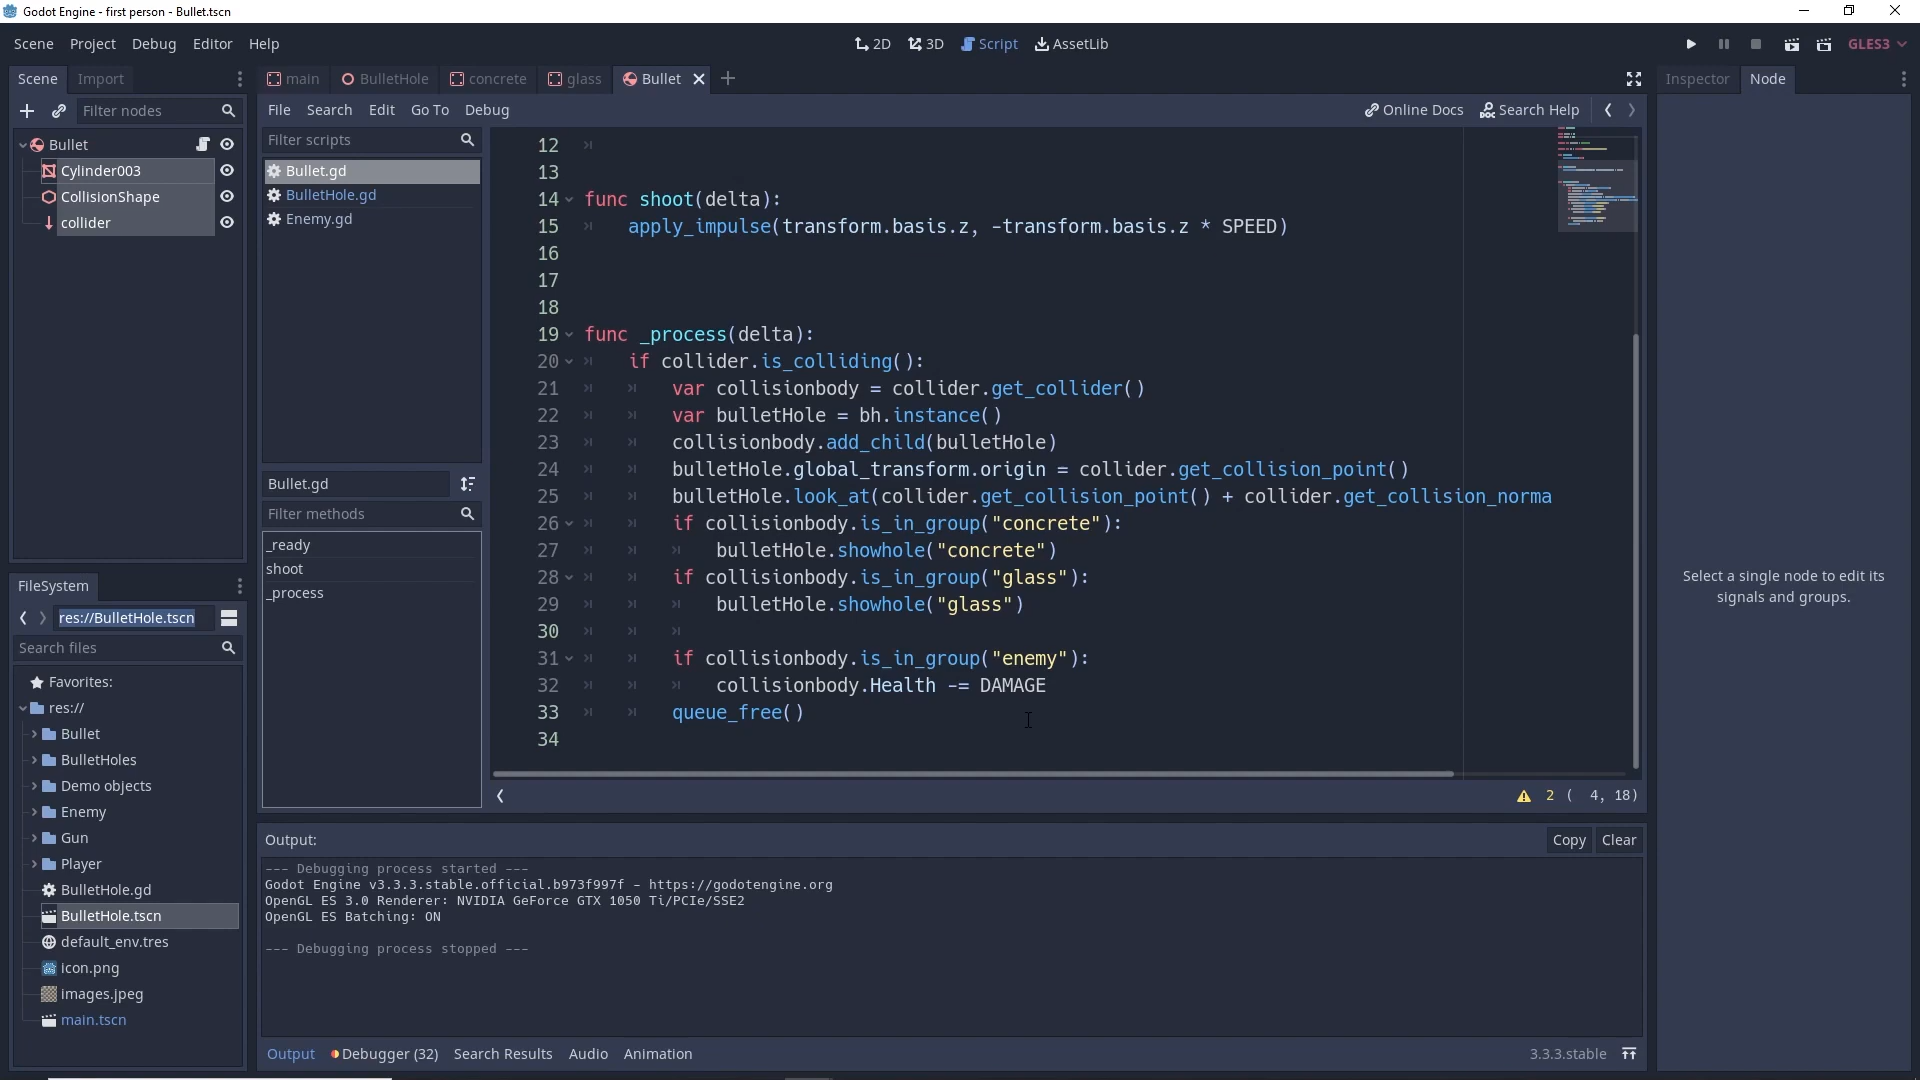 Godot Engine - first person - Bullet.tscn
Scene Project Debug Editor Help
2D 3D Script AssetLib
GLES3
Scene Import
Filter nodes
Bullet
Cylinder003
CollisionShape
collider
FileSystem
res://BulletHole.tscn
Search files
Favorites:
res://
Bullet
BulletHoles
Demo objects
Enemy
Gun
Player
BulletHole.gd
BulletHole.tscn
default_env.tres
icon.png
images.jpeg
main.tscn
main BulletHole concrete glass Bullet
File Search Edit Go To Debug
Online Docs Search Help
Filter scripts
Bullet.gd
BulletHole.gd
Enemy.gd
Bullet.gd
Filter methods
_ready
shoot
_process
12
13
14 func shoot(delta):
15 apply_impulse(transform.basis.z, -transform.basis.z * SPEED)
16
17
18
19 func _process(delta):
20 if collider.is_colliding():
21 var collisionbody = collider.get_collider()
22 var bulletHole = bh.instance()
23 collisionbody.add_child(bulletHole)
24 bulletHole.global_transform.origin = collider.get_collision_point()
25 bulletHole.look_at(collider.get_collision_point() + collider.get_collision_norma
26 if collisionbody.is_in_group("concrete"):
27 bulletHole.showhole("concrete")
28 if collisionbody.is_in_group("glass"):
29 bulletHole.showhole("glass")
30
31 if collisionbody.is_in_group("enemy"):
32 collisionbody.Health -= DAMAGE
33 queue_free()
34
2 ( 4, 18)
Output:
Copy Clear
--- Debugging process started ---
Godot Engine v3.3.3.stable.official.b973f997f - https://godotengine.org
OpenGL ES 3.0 Renderer: NVIDIA GeForce GTX 1050 Ti/PCIe/SSE2
OpenGL ES Batching: ON
--- Debugging process stopped ---
Output Debugger (32) Search Results Audio Animation
3.3.3.stable
Inspector Node
Select a single node to edit its
signals and groups.